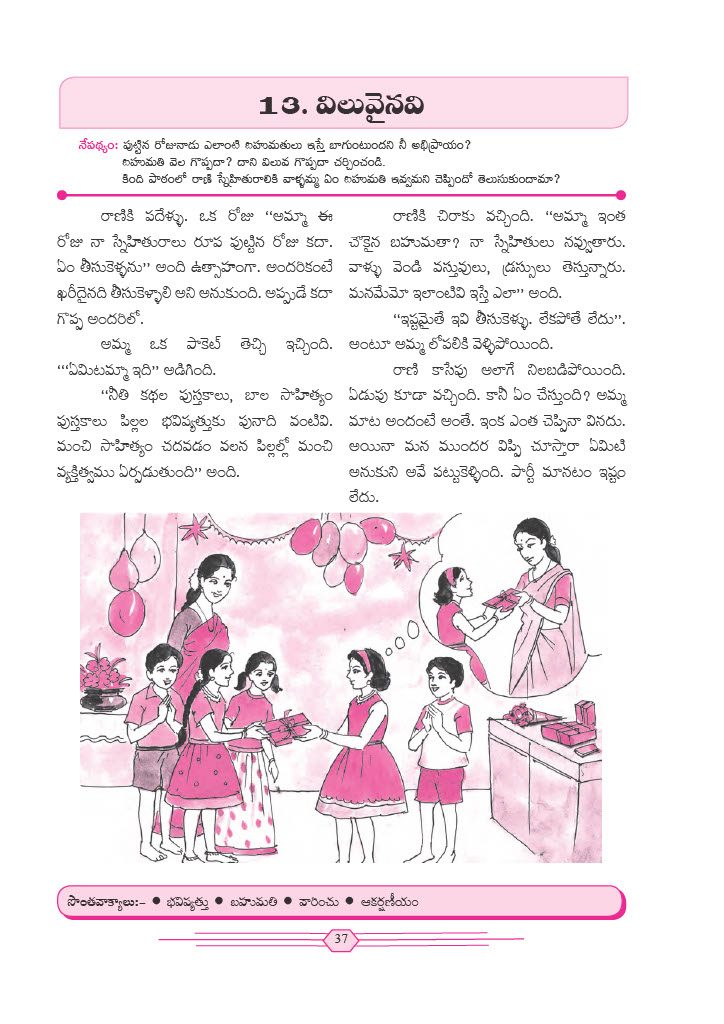 13. విలువైనవి
నేపథ్యం: పుట్టిన రోజునాడు ఎలాంటి బహుమతులు ఇస్తే బాగుంటుందని నీ అభిప్రాయం?
బహుమతి వెల గొప్పదా? దాని విలువ గొప్పదా చర్చించండి.
కింది పాఠంలో రాణి స్నేహితురాలికి వాళ్ళమ్మ ఏం బహుమతి ఇవ్వమని చెప్పిందో తెలుసుకుందామా?
రాణికి పదేళ్ళు. ఒక రోజు ‘‘అమ్మా ఈ
రోజు నా స్నేహితురాలు రూప పుట్టిన రోజు కదా.
ఏం తీసుకెళ్ళను’’ అంది ఉత్సాహంగా. అందరికంటే
ఖరీదైనది తీసుకెళ్ళాలి అని అనుకుంది. అప్పుడే కదా
గొప్ప అందరిలో.
అమ్మ ఒక పాకెట్ తెచ్చి ఇచ్చింది.
‘‘‘ఏమిటమ్మా ఇది’’ అడిగింది.
‘‘నీతి కథల పుస్తకాలు, బాల సాహిత్యం
పుస్తకాలు పిల్లల భవిష్యత్తుకు పునాది వంటివి.
మంచి సాహిత్యం చదవడం వలన పిల్లల్లో మంచి
వ్యక్తిత్వము ఏర్పడుతుంది’’ అంది.
రాణికి చిరాకు వచ్చింది. ‘‘అమ్మా ఇంత
చౌకైన బహుమతా? నా స్నేహితులు నవ్వుతారు.
వాళ్ళు వెండి వస్తువులు, డ్రస్సులు తెస్తున్నారు.
మనమేమో ఇలాంటివి ఇస్తే ఎలా’’ అంది.
‘‘ఇష్టమైతే ఇవి తీసుకెళ్ళు. లేకపోతే లేదు’’.
అంటూ అమ్మ లోపలికి వెళ్ళిపోయింది.
రాణి కాసేపు అలాగే నిలబడిపోయింది.
ఏడుపు కూడా వచ్చింది. కానీ ఏం చేస్తుంది? అమ్మ
మాట అందంటే అంతే. ఇంక ఎంత చెప్పినా వినదు.
అయినా మన ముందర విప్పి చూస్తారా ఏమిటి
అనుకుని అవే పట్టుకెళ్ళింది. పార్టీ మానటం ఇష్టం
లేదు.
సొంతవాక్యాలు:– ● భవిష్యత్తు ● బహుమతి ● వారించు ● ఆకర్షణీయం
37